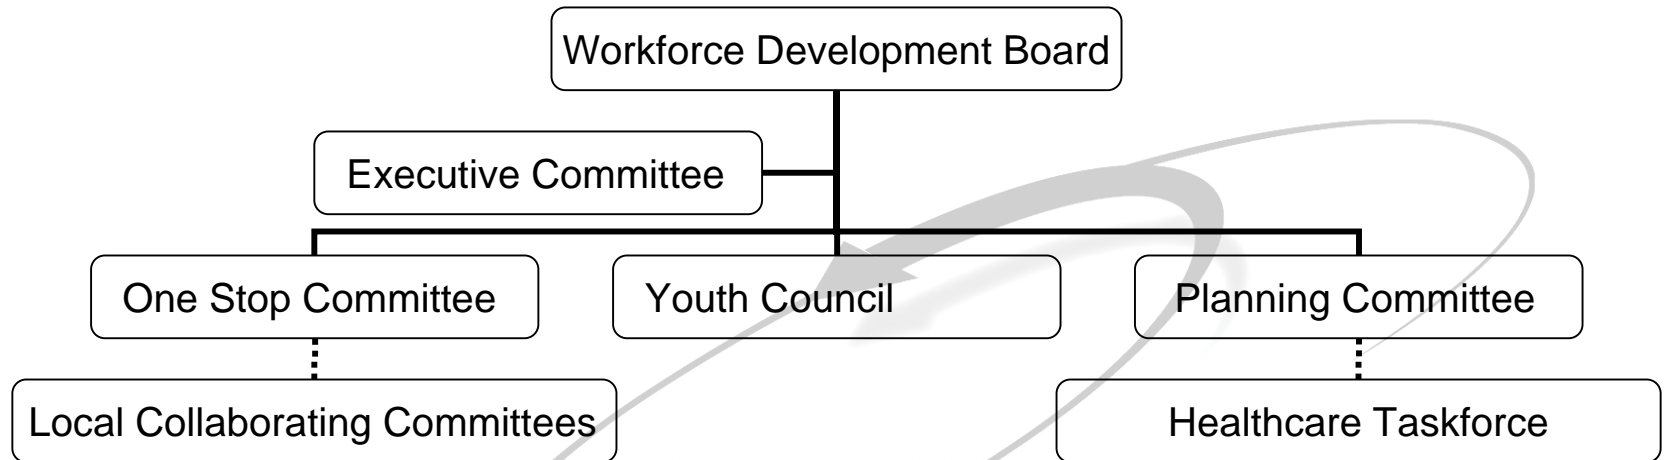 Workforce Development Board
Executive Committee
One Stop Committee
Youth Council
Planning Committee
Local Collaborating Committees
Healthcare Taskforce